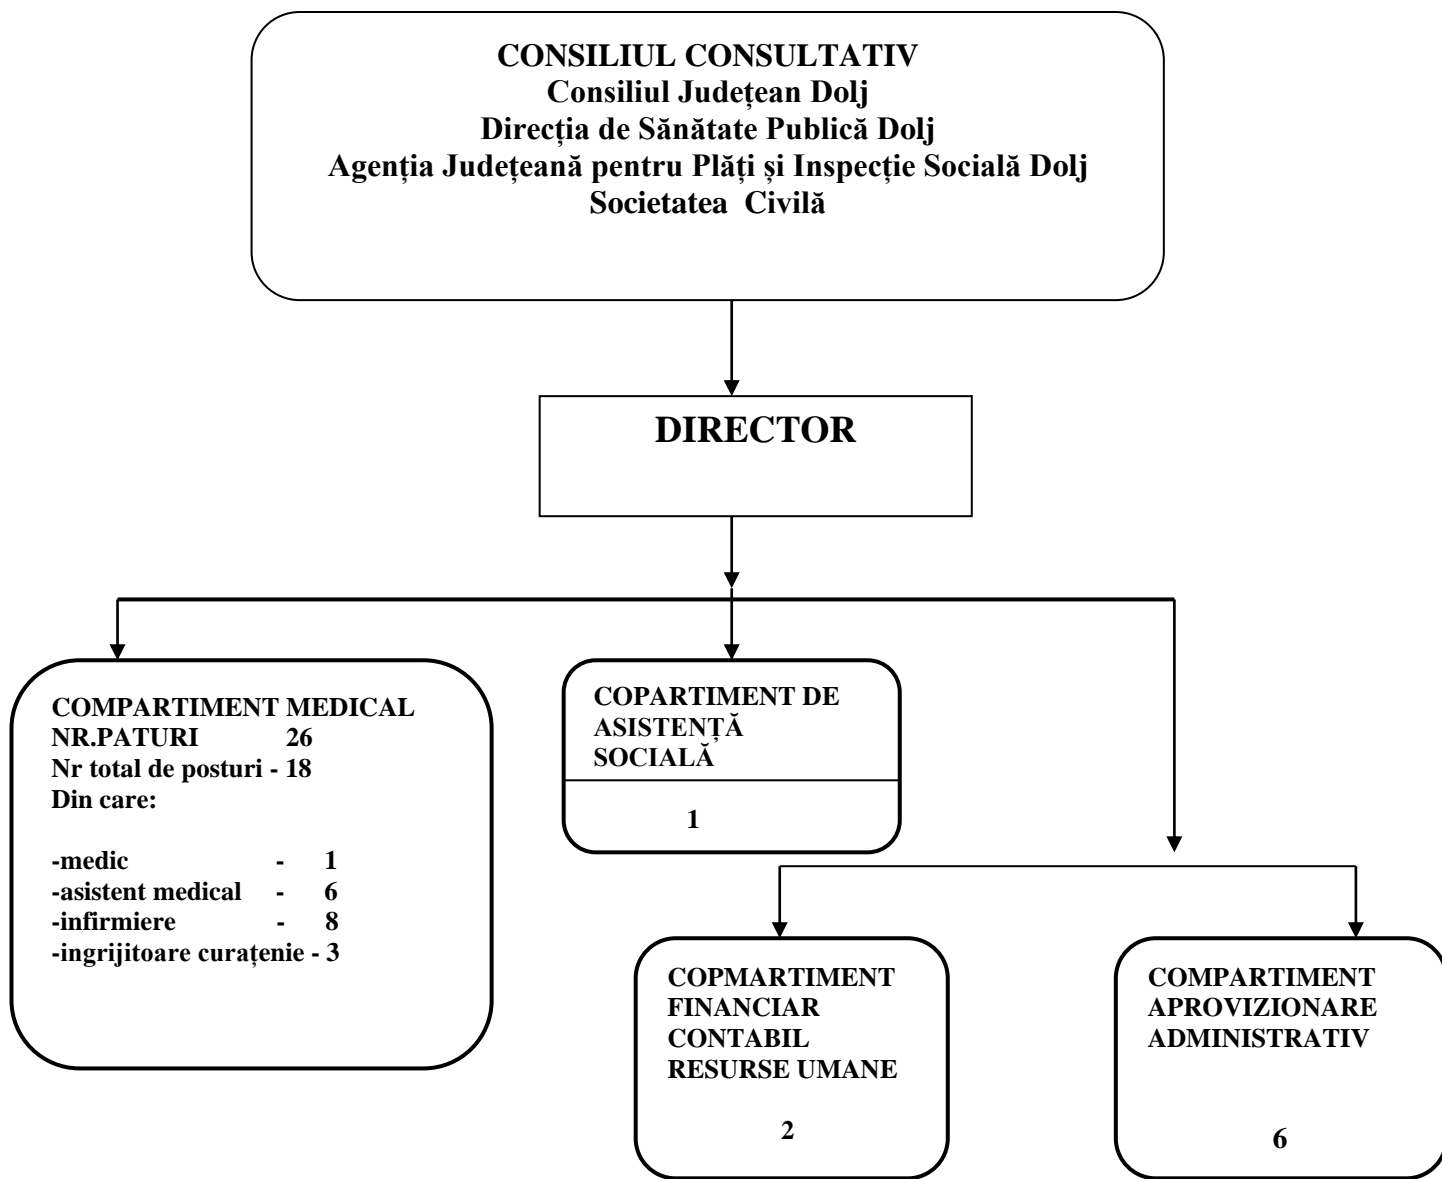 CONSILIUL CONSULTATIV
Consiliul Județean Dolj
Direcția de Sănătate Publică Dolj
Agenția Județeană pentru Plăți și Inspecție Socială Dolj
Societatea Civilă
DIRECTOR
COMPARTIMENT MEDICAL
NR.PATURI 26
Nr total de posturi - 18
Din care:
-medic - 1
-asistent medical - 6
-infirmiere - 8
-ingrijitoare curațenie - 3
COPARTIMENT DE
ASISTENȚĂ
SOCIALĂ
1
COPMARTIMENT
FINANCIAR
CONTABIL
RESURSE UMANE
2
COMPARTIMENT
APROVIZIONARE
ADMINISTRATIV
6